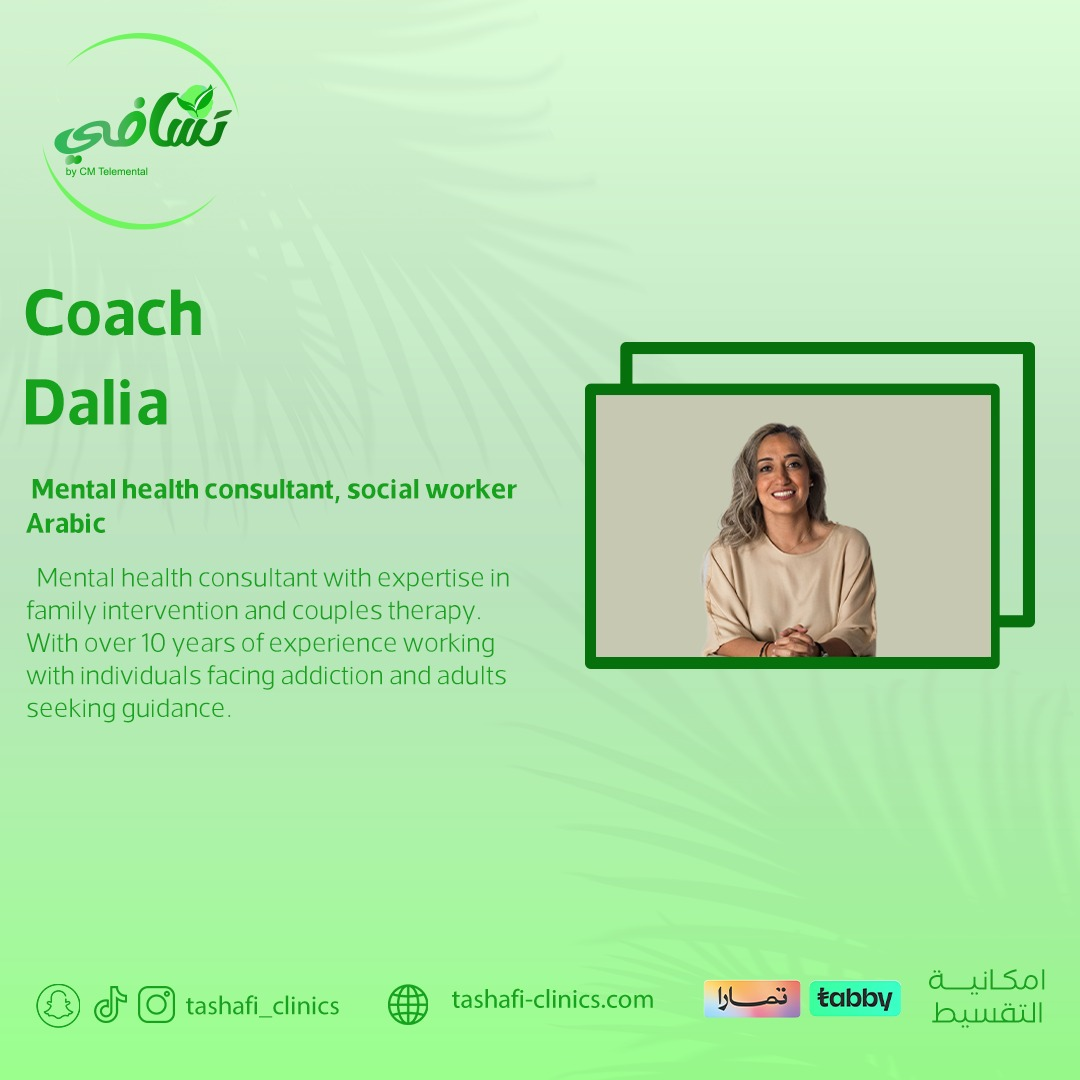 تشافي
by CM Telemental
Coach
Dalia
Mental health consultant, social worker
Arabic
Mental health consultant with expertise in
family intervention and couples therapy.
With over 10 years of experience working
with individuals facing addiction and adults
seeking guidance.
tashafi_clinics
tashafi-clinics.com
تمارا
tabby
امكانيــة
التقسيط